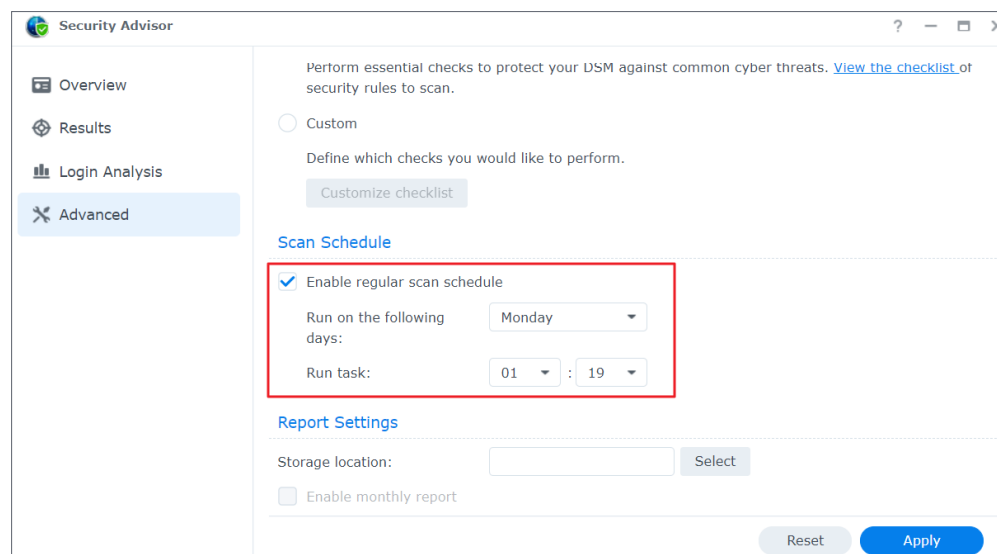 Security Advisor
?
Overview
Results
Login Analysis
Advanced
Perform essential checks to protect your DSM against common cyber threats. View the checklist of
security rules to scan.
Custom
Define which checks you would like to perform.
Customize checklist
Scan Schedule
Enable regular scan schedule
Run on the following
days:
Monday
Run task:
01 : 19
Report Settings
Storage location:
Select
Enable monthly report
Reset
Apply